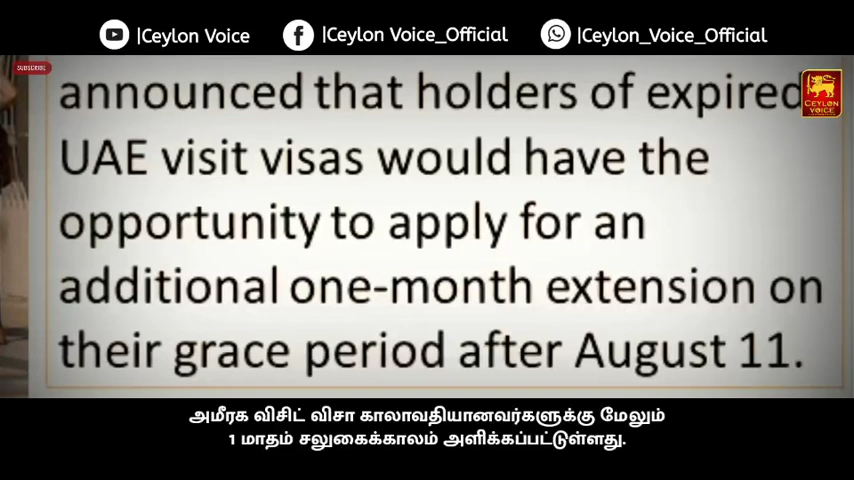 |Ceylon Voice |Ceylon Voice_Official |Ceylon_Voice_Official
SUBSCRIBE
CEYLON
VOICE
announced that holders of expired
UAE visit visas would have the
opportunity to apply for an
additional one-month extension on
their grace period after August 11.
அமீரக விசிட் விசா காலாவதியானவர்களுக்கு மேலும்
1 மாதம் சலுகைக்காலம் அளிக்கப்பட்டுள்ளது.